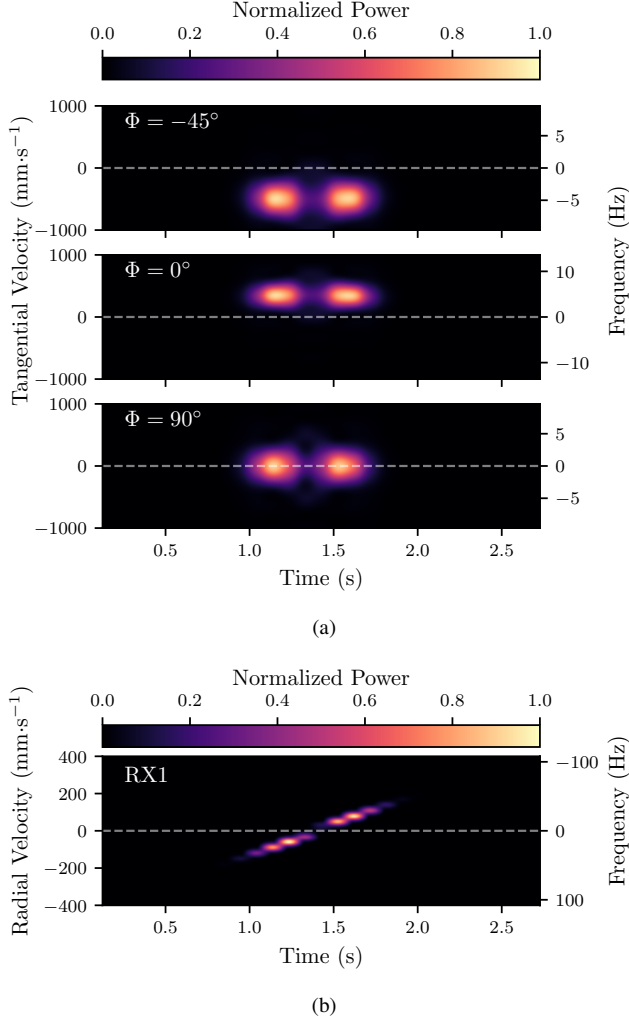 Normalized Power
0.0 0.2 0.4 0.6 0.8 1.0
Tangential Velocity (mm·s⁻¹)
Frequency (Hz)
Φ = −45°
1000
0
−1000
5
0
−5
Φ = 0°
1000
0
−1000
10
0
−10
Φ = 90°
1000
0
−1000
5
0
−5
0.5 1.0 1.5 2.0 2.5
Time (s)
(a)
Normalized Power
0.0 0.2 0.4 0.6 0.8 1.0
Radial Velocity (mm·s⁻¹)
Frequency (Hz)
RX1
400
200
0
−200
−400
−100
0
100
0.5 1.0 1.5 2.0 2.5
Time (s)
(b)